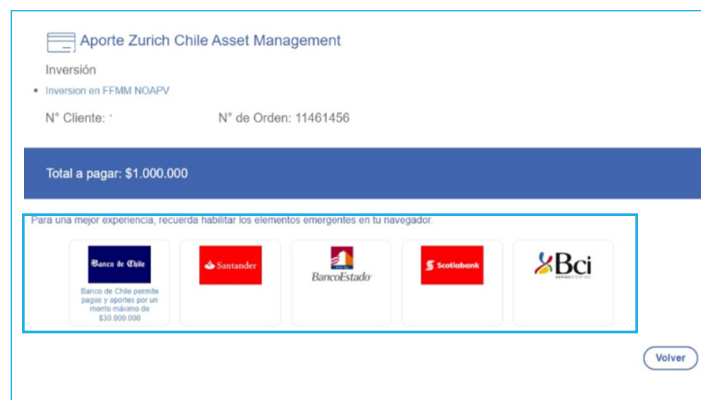 Aporte Zurich Chile Asset Management
Inversión
Inversion en FFMM NOAPV
N° Cliente:
N° de Orden: 11461456
Total a pagar: $1.000.000
Para una mejor experiencia, recuerda habilitar los elementos emergentes en tu navegador.
Banco de Chile
Banco de Chile permite
pagos y aportes por un
monto máximo de
$30.000.000
Santander
BancoEstado
Scotiabank
Bci
Volver